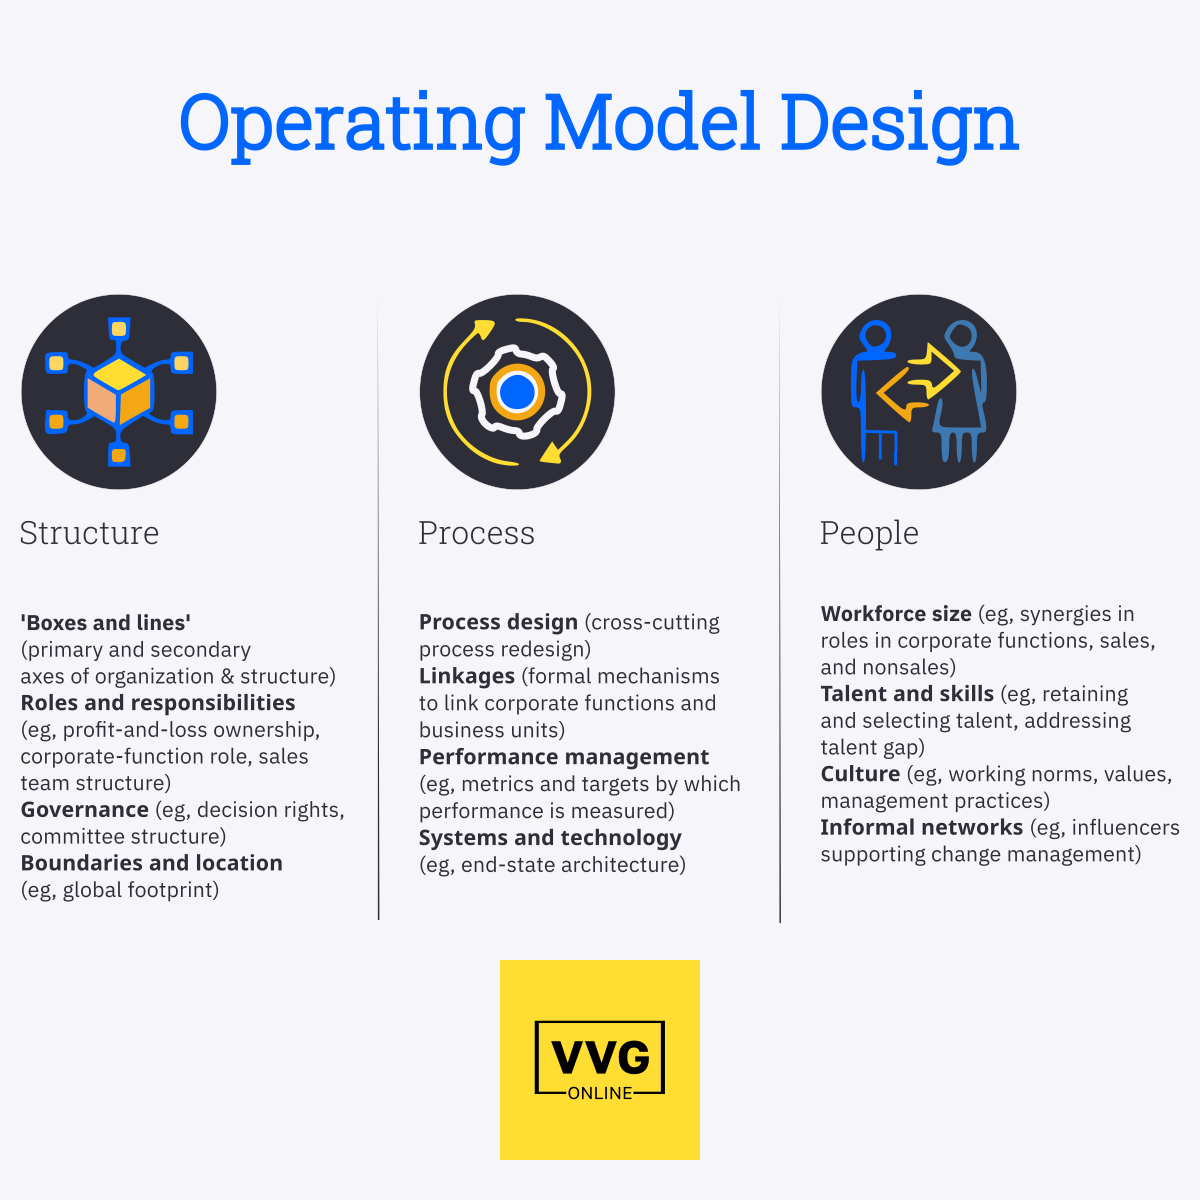 Operating Model Design
Structure
'Boxes and lines'
(primary and secondary
axes of organization & structure)
Roles and responsibilities
(eg, profit-and-loss ownership,
corporate-function role, sales
team structure)
Governance (eg, decision rights,
committee structure)
Boundaries and location
(eg, global footprint)
Process
Process design (cross-cutting
process redesign)
Linkages (formal mechanisms
to link corporate functions and
business units)
Performance management
(eg, metrics and targets by which
performance is measured)
Systems and technology
(eg, end-state architecture)
People
Workforce size (eg, synergies in
roles in corporate functions, sales,
and nonsales)
Talent and skills (eg, retaining
and selecting talent, addressing
talent gap)
Culture (eg, working norms, values,
management practices)
Informal networks (eg, influencers
supporting change management)
VVG
ONLINE